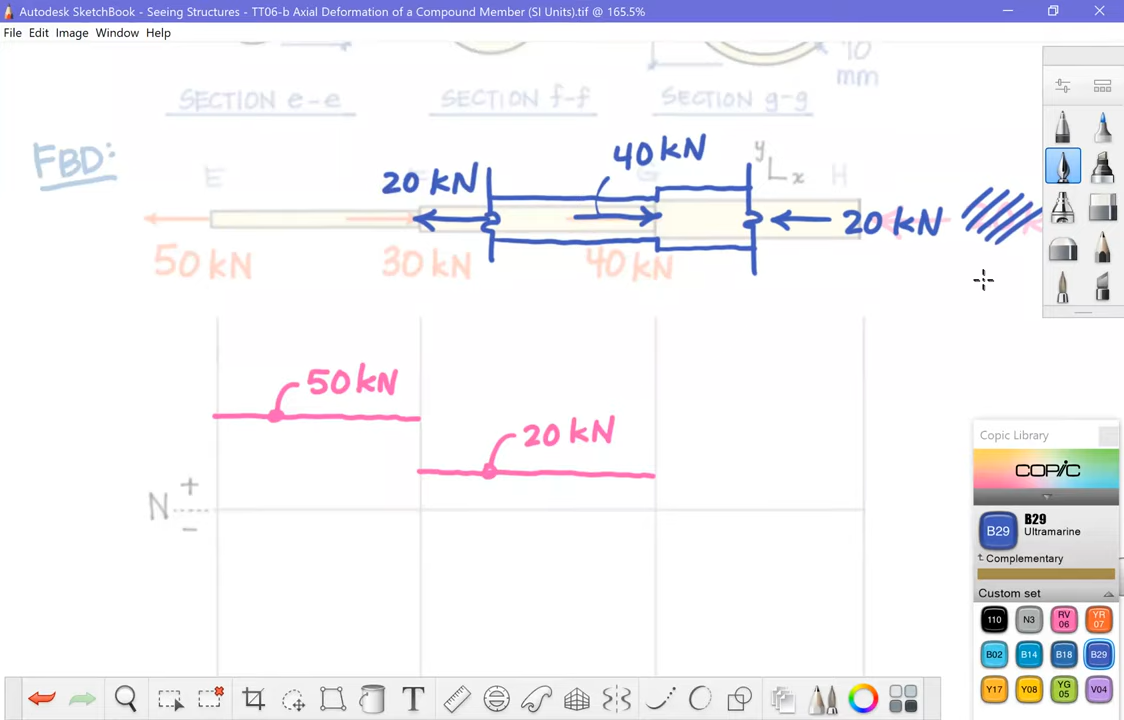 Autodesk SketchBook - Seeing Structures - TT06-b Axial Deformation of a Compound Member (SI Units).tif @ 165.5%
File Edit Image Window Help
10
mm
SECTION e-e
SECTION f-f
SECTION g-g
FBD:
E
G
H
y
x
40 kN
20 kN
20 kN
50 kN
30 kN
40 kN
50 kN
20 kN
N + -
Copic Library
COPIC
B29
B29
Ultramarine
Complementary
Custom set
110 N3 RV 06 YR 07
B02 B14 B18 B29
Y17 Y08 YG 05 V04
T